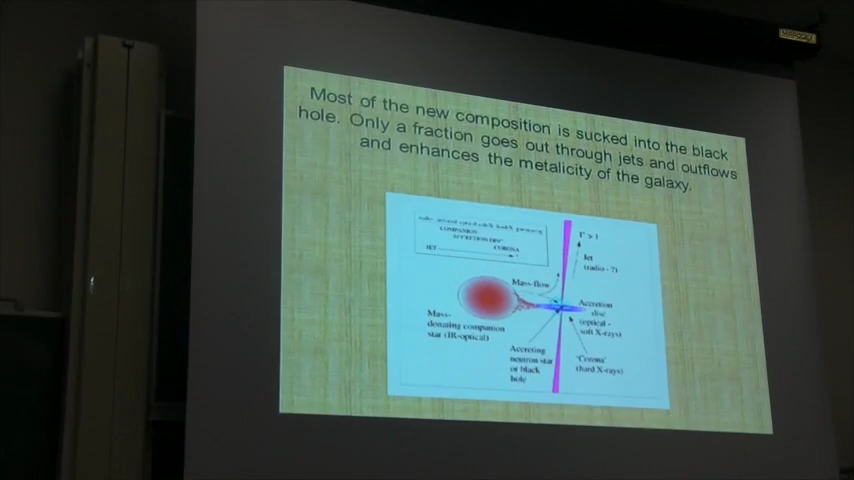 Most of the new composition is sucked into the black
hole. Only a fraction goes out through jets and outflows
and enhances the metalicity of the galaxy.
COMPANION
ACCRETION DISC
JET
CORONA
Γ > 1
Jet
(radio - ?)
Mass-flow
Accretion
disc
(optical -
soft X-rays)
Mass-
donating companion
star (IR-optical)
Accreting
neutron star
or black
hole
'Corona'
(hard X-rays)